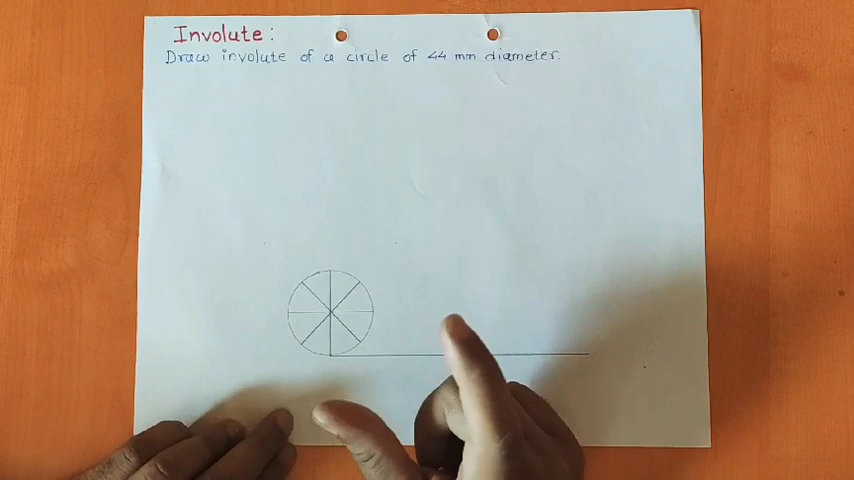 Involute:
Draw involute of a circle of 44 mm diameter.